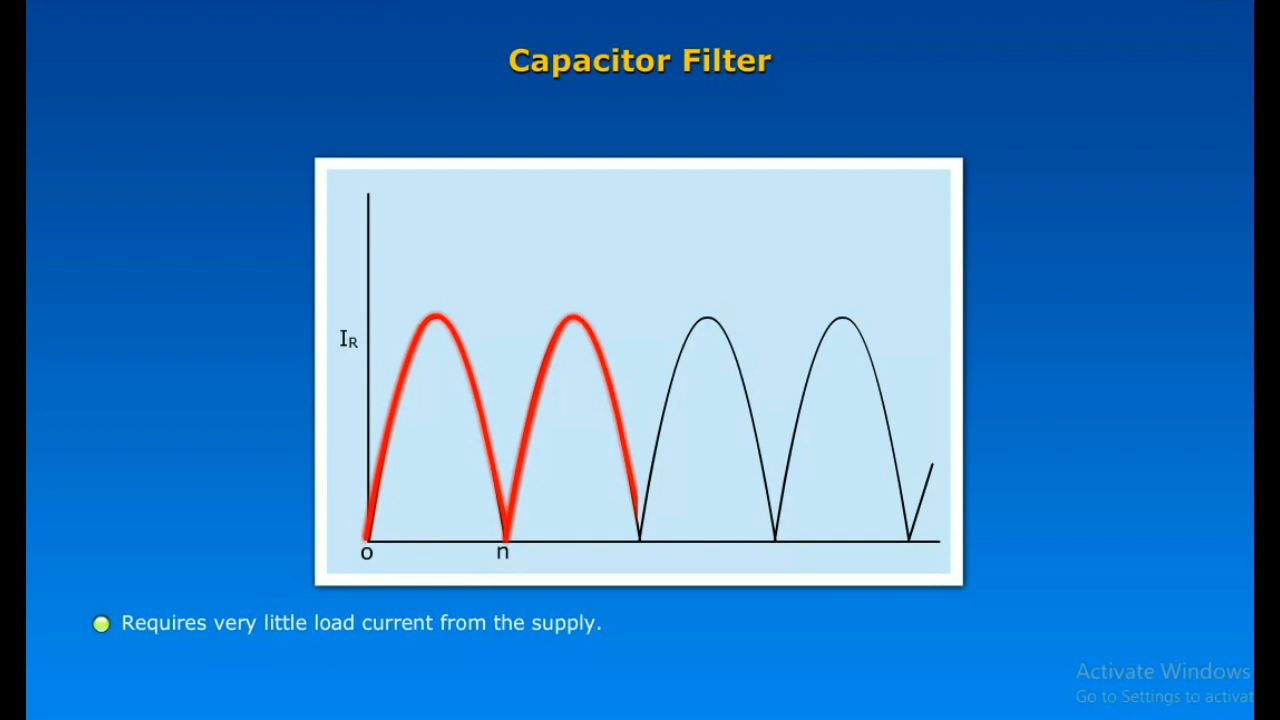 Capacitor Filter
IR
o
n
Requires very little load current from the supply.
Activate Windows
Go to Settings to activat